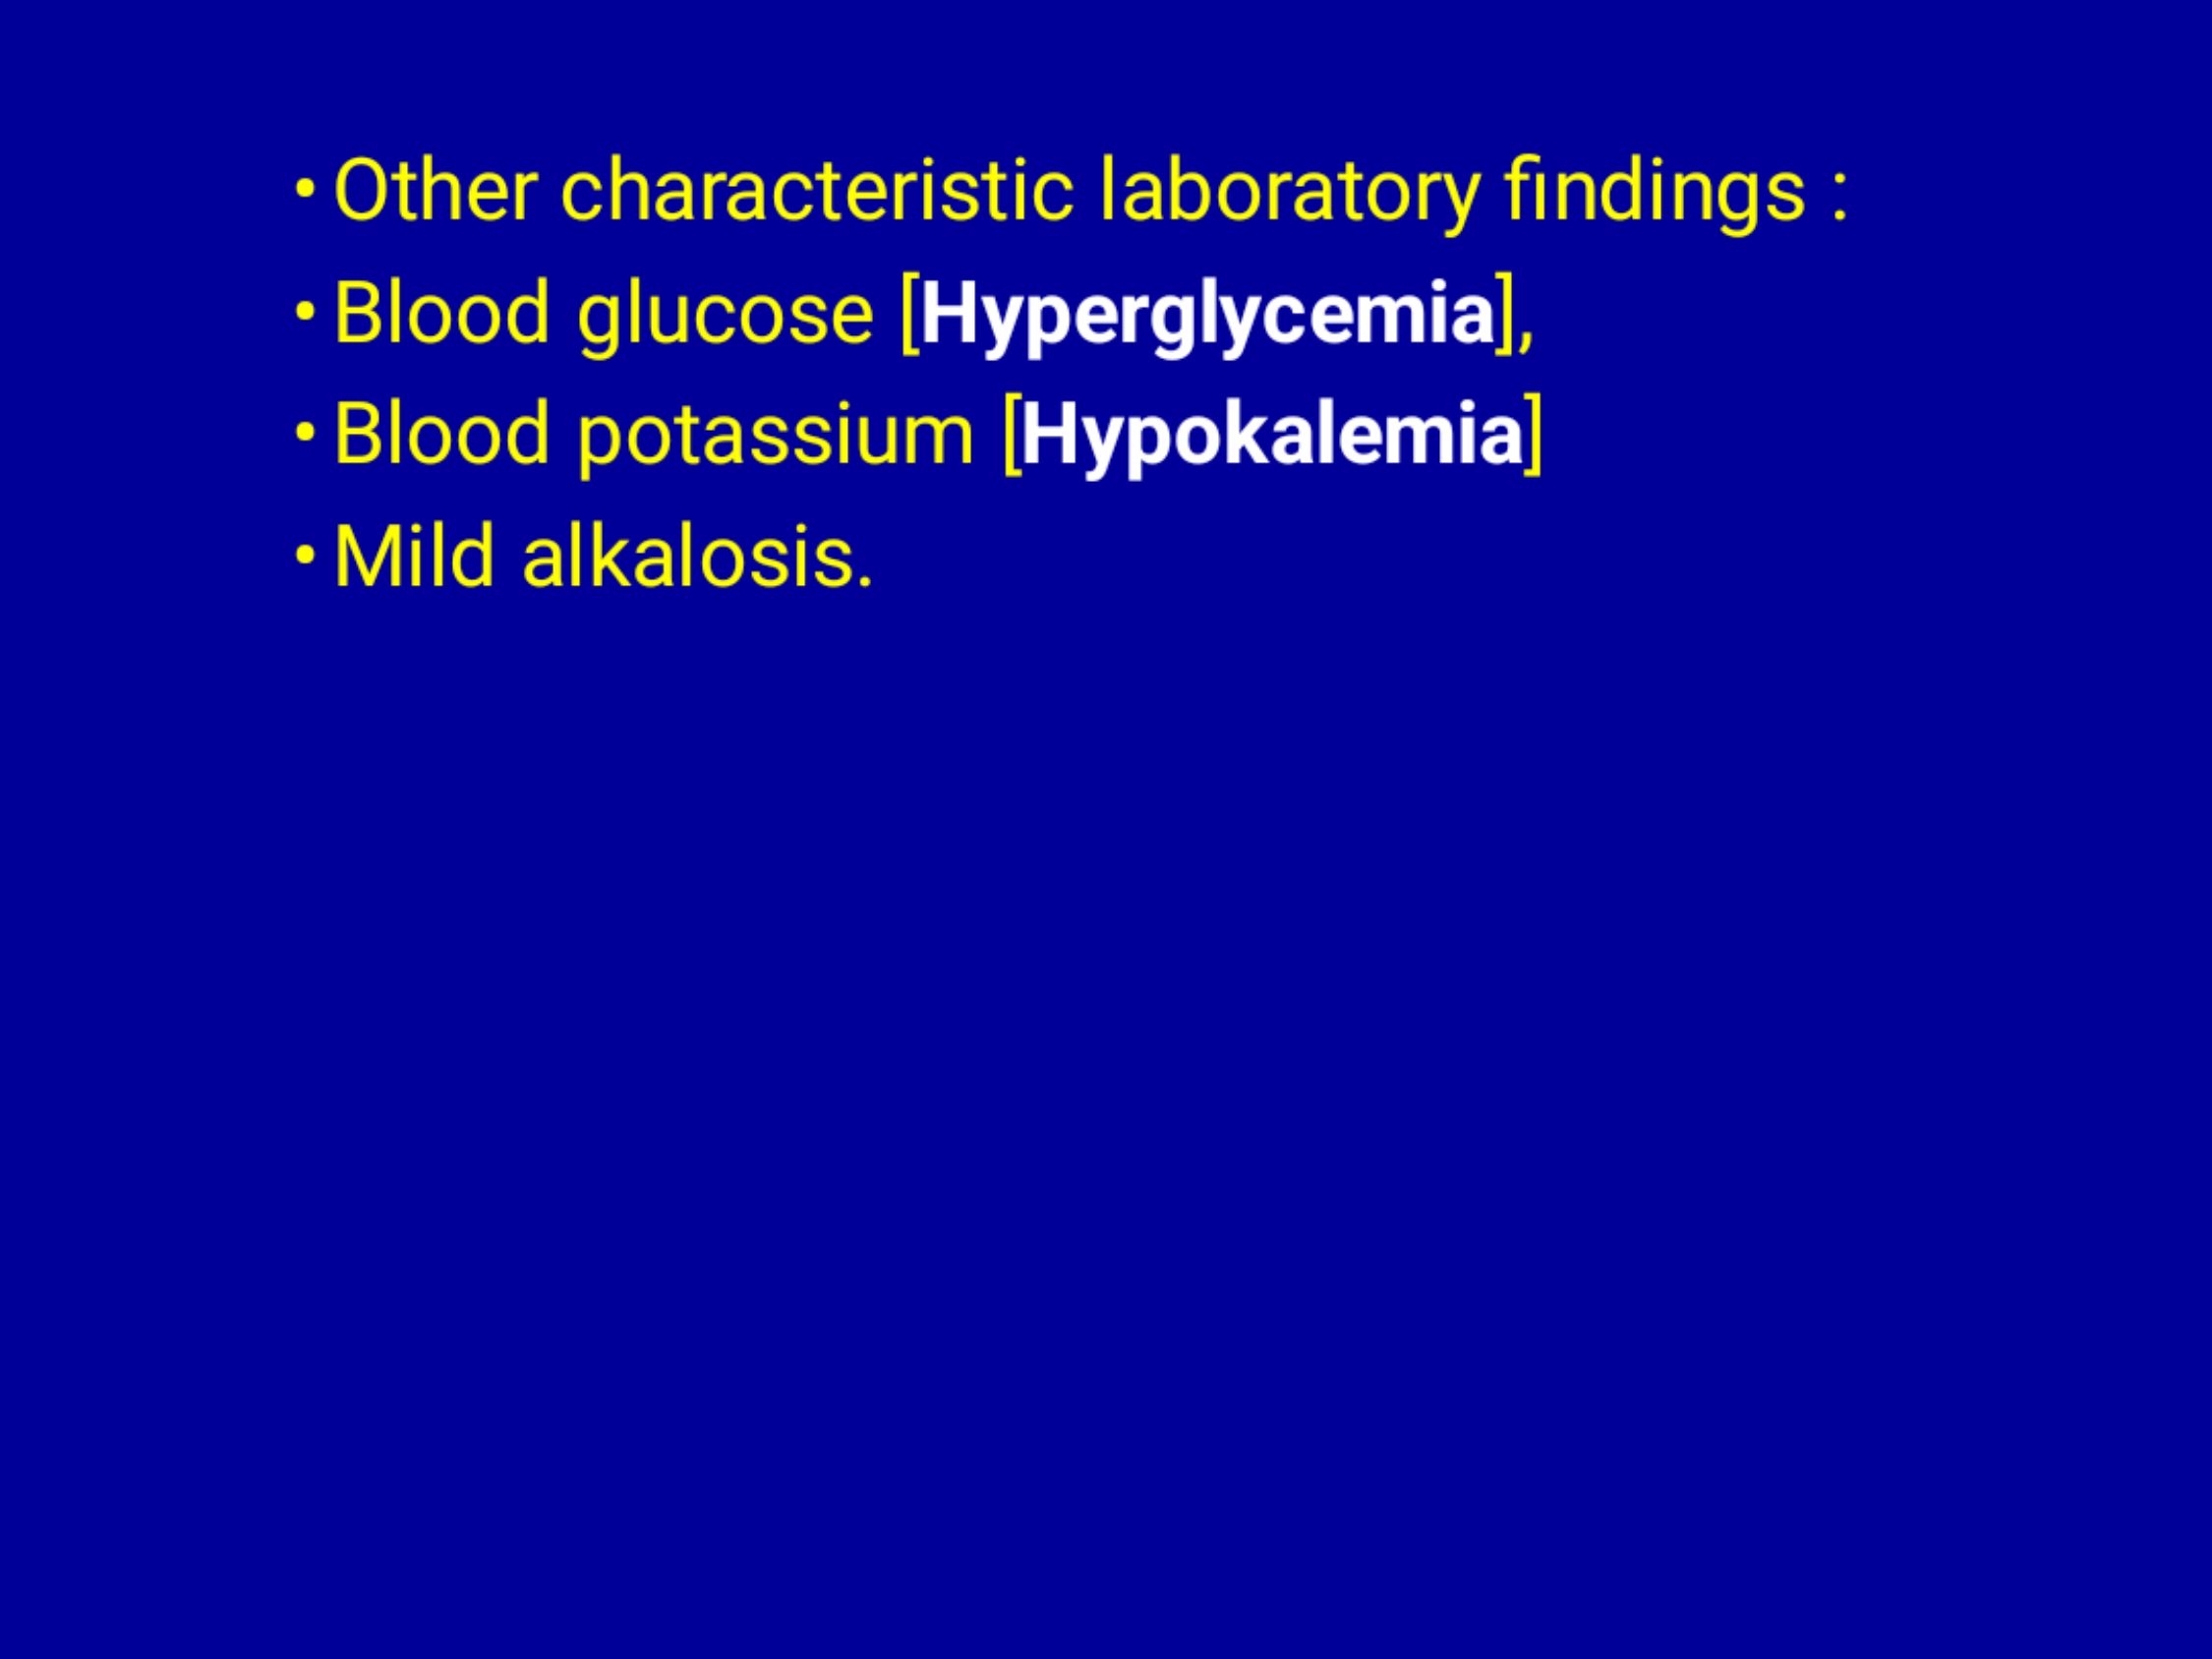 • Other characteristic laboratory findings :
• Blood glucose [Hyperglycemia],
• Blood potassium [Hypokalemia]
• Mild alkalosis.